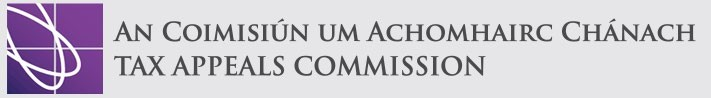 An Coimisiún um Achomhairc Chánach
TAX APPEALS COMMISSION